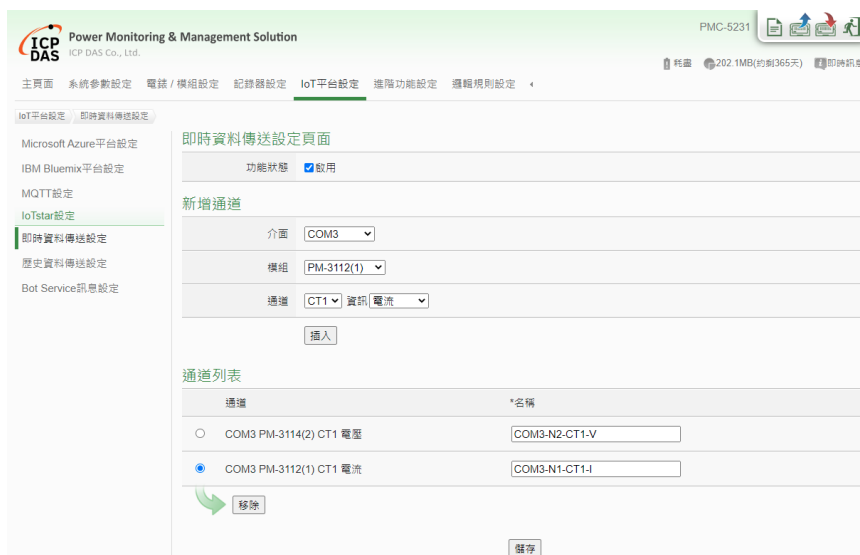 ICP DAS
Power Monitoring & Management Solution
ICP DAS Co., Ltd.
PMC-5231
耗盡 202.1MB(約剩365天) 即時訊息
主頁面 系統參數設定 電錶 / 模組設定 記錄器設定 IoT平台設定 進階功能設定 邏輯規則設定
IoT平台設定 即時資料傳送設定
Microsoft Azure平台設定
IBM Bluemix平台設定
MQTT設定
IoTstar設定
即時資料傳送設定
歷史資料傳送設定
Bot Service訊息設定
即時資料傳送設定頁面
功能狀態 啟用
新增通道
介面 COM3
模組 PM-3112(1)
通道 CT1 資訊 電流
插入
通道列表
通道 *名稱
COM3 PM-3114(2) CT1 電壓 COM3-N2-CT1-V
COM3 PM-3112(1) CT1 電流 COM3-N1-CT1-I
移除
儲存